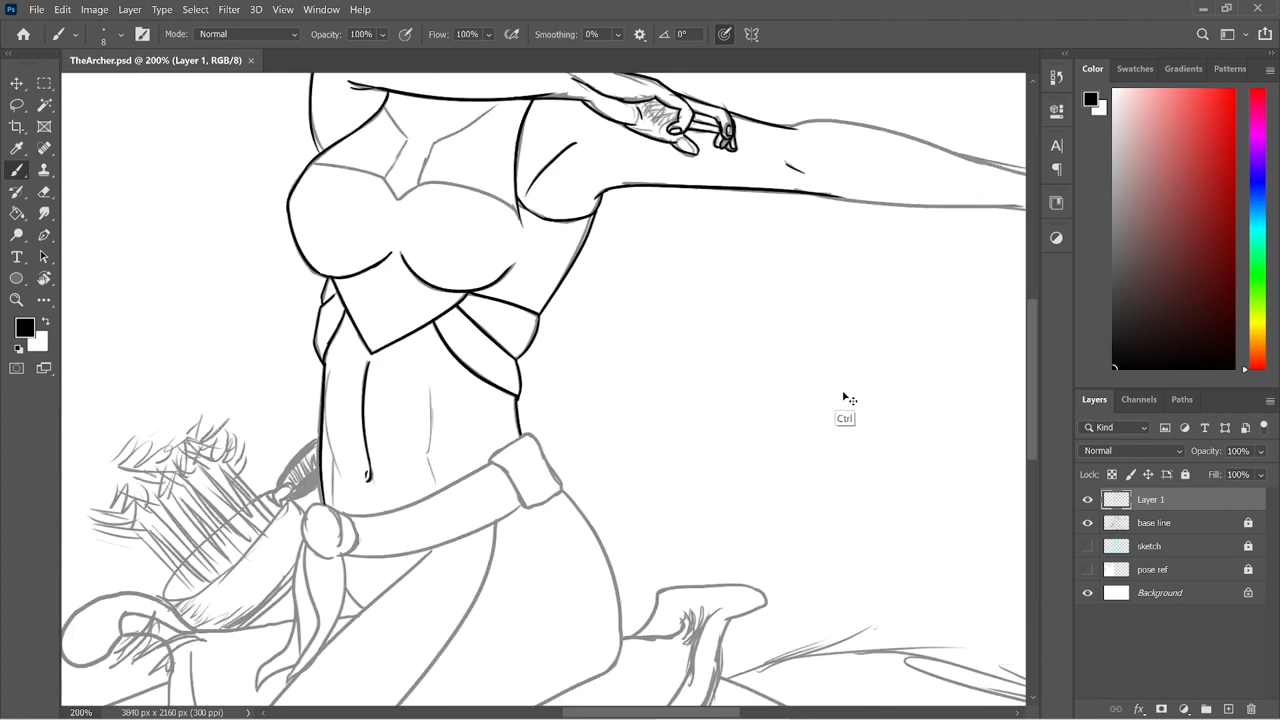 Ps File Edit Image Layer Type Select Filter 3D View Window Help
8 Mode: Normal Opacity: 100% Flow: 100% Smoothing: 0% 0°
TheArcher.psd @ 200% (Layer 1, RGB/8) ×
Color Swatches Gradients Patterns
Ctrl
Layers Channels Paths
Kind
Normal Opacity: 100%
Lock: Fill: 100%
Layer 1
base line
sketch
pose ref
Background
200% 3840 px x 2160 px (300 ppi)